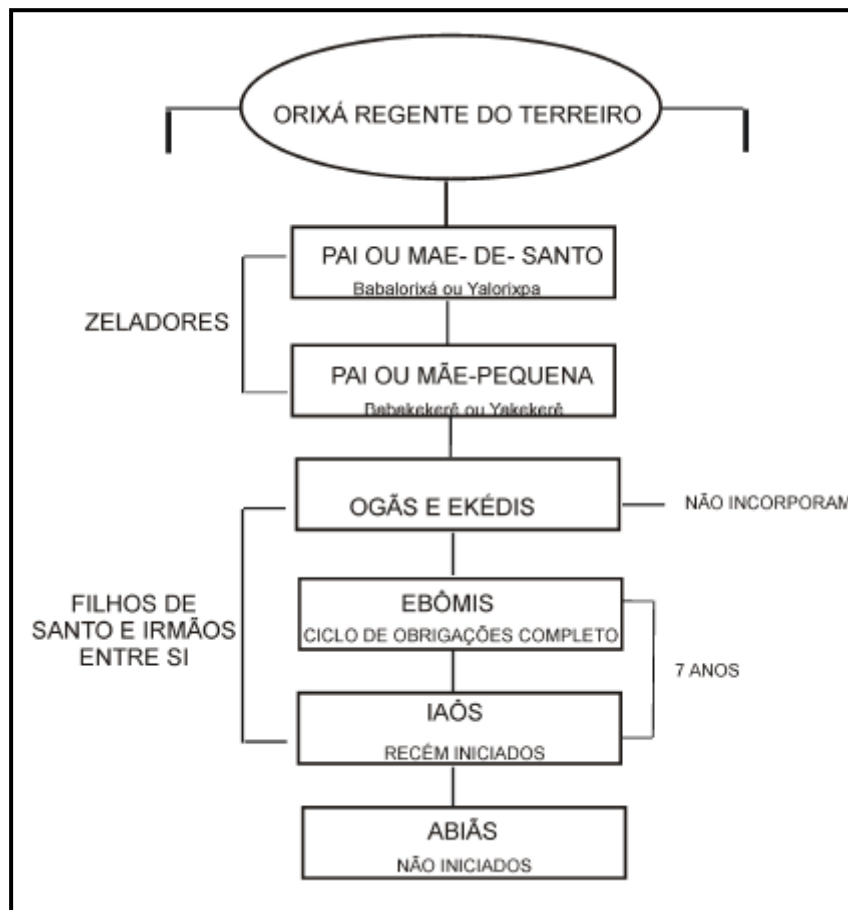 ORIXÁ REGENTE DO TERREIRO
PAI OU MAE- DE- SANTO
Babalorixá ou Yalorixpa
ZELADORES
PAI OU MÃE-PEQUENA
Babakekerê ou Yakekerê
OGÃS E EKÉDIS
NÃO INCORPORAM
FILHOS DE
SANTO E IRMÃOS
ENTRE SI
EBÔMIS
CICLO DE OBRIGAÇÕES COMPLETO
7 ANOS
IAÔS
RECÉM INICIADOS
ABIÃS
NÃO INICIADOS